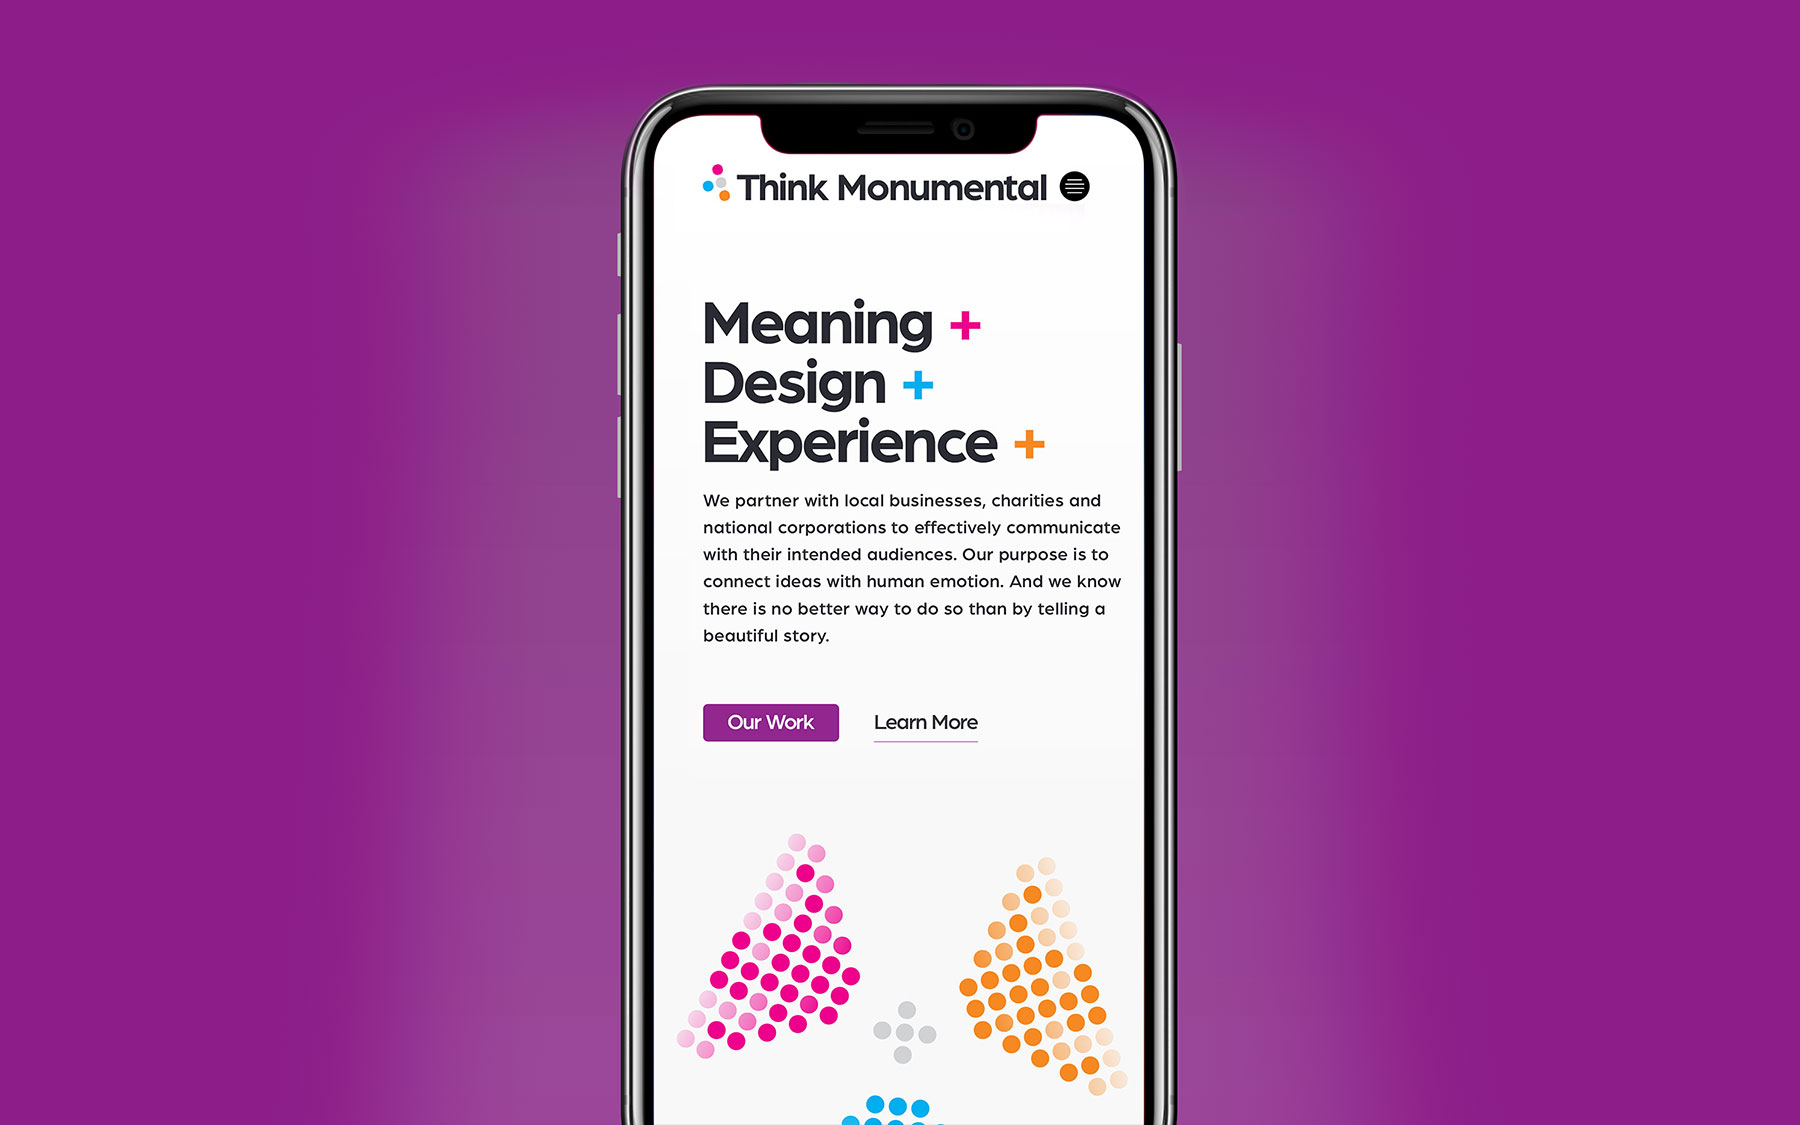 Think Monumental
Meaning +
Design +
Experience +
We partner with local businesses, charities and
national corporations to effectively communicate
with their intended audiences. Our purpose is to
connect ideas with human emotion. And we know
there is no better way to do so than by telling a
beautiful story.
Our Work
Learn More